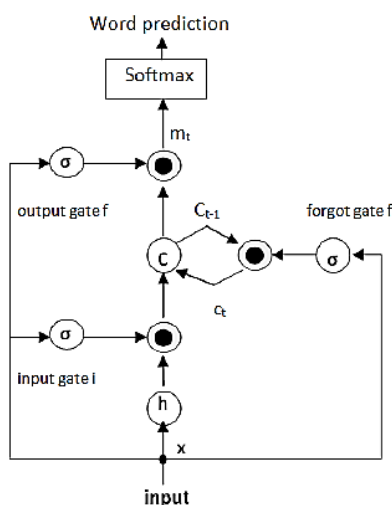 Word prediction
Softmax
mt
σ
output gate f
Ct-1
forgot gate f
C
σ
ct
σ
input gate i
h
x
input